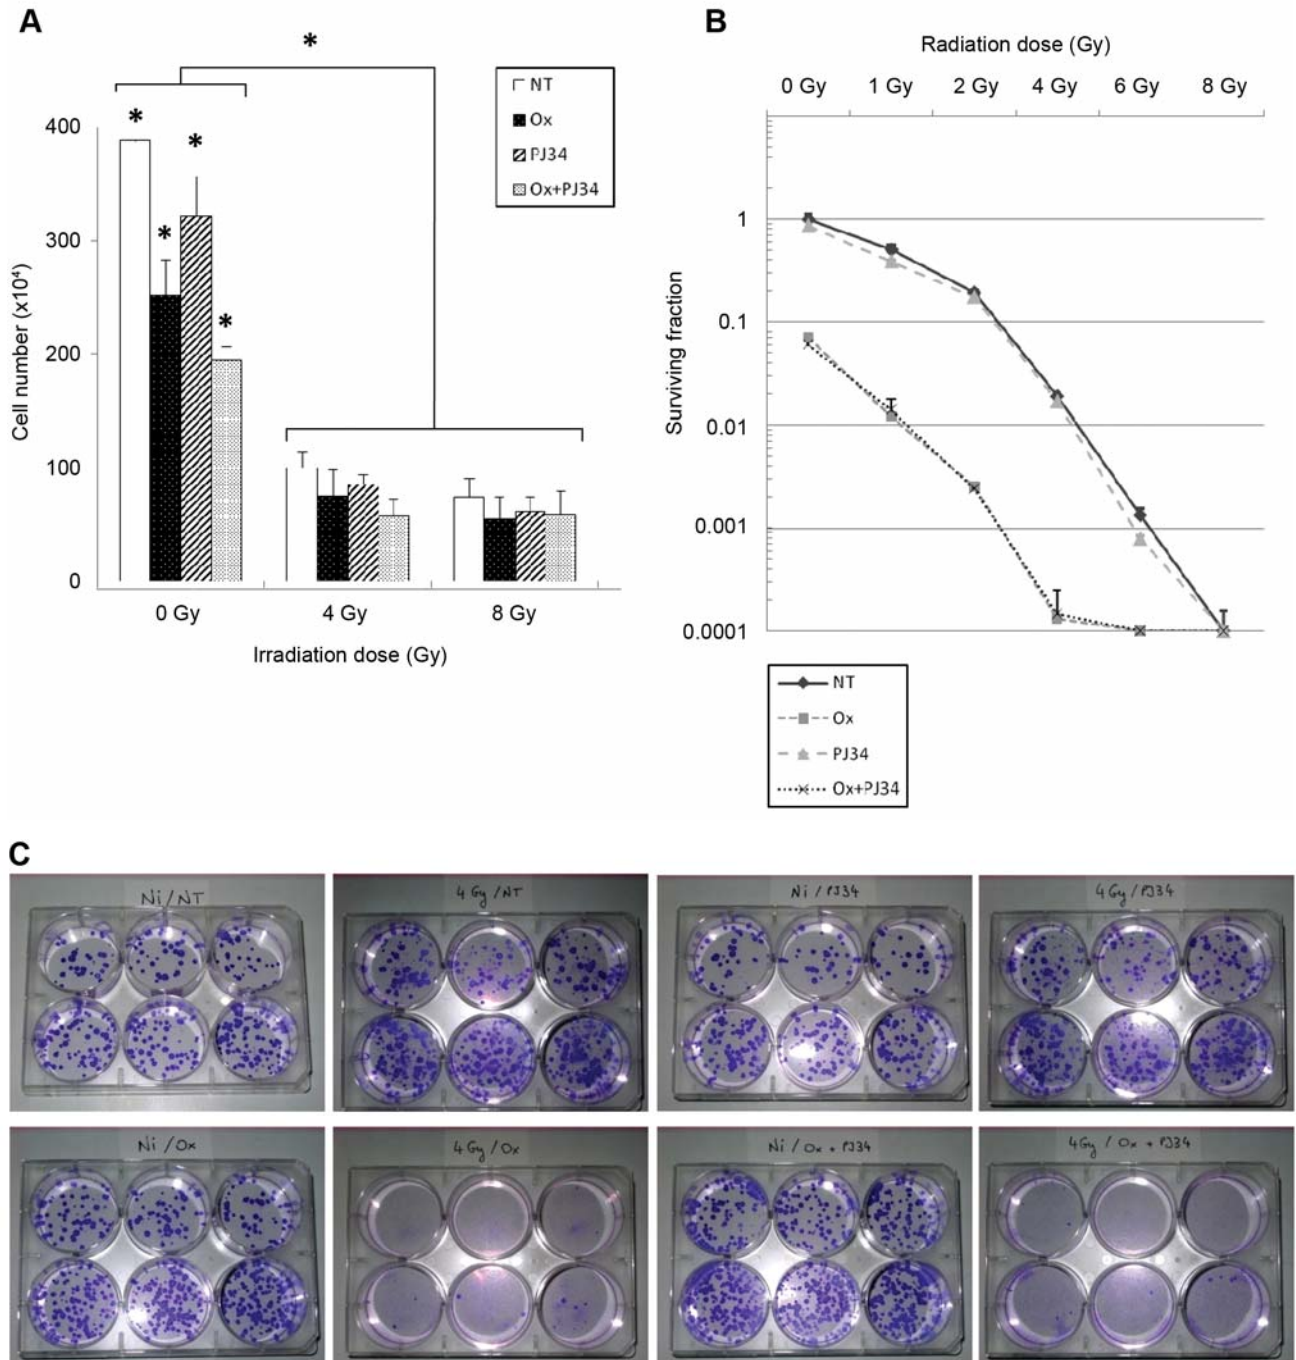 A
*
NT
Ox
PJ34
Ox+PJ34
400
300
200
100
0
Cell number (x10⁴)
*
*
*
*
0 Gy
4 Gy
8 Gy
Irradiation dose (Gy)
B
Radiation dose (Gy)
0 Gy
1 Gy
2 Gy
4 Gy
6 Gy
8 Gy
Surviving fraction
1
0.1
0.01
0.001
0.0001
NT
Ox
PJ34
Ox+PJ34
C
Ni/NT
4 Gy/NT
Ni/PJ34
4 Gy/PJ34
Ni/Ox
4 Gy/Ox
Ni/Ox + PJ34
4 Gy/Ox + PJ34